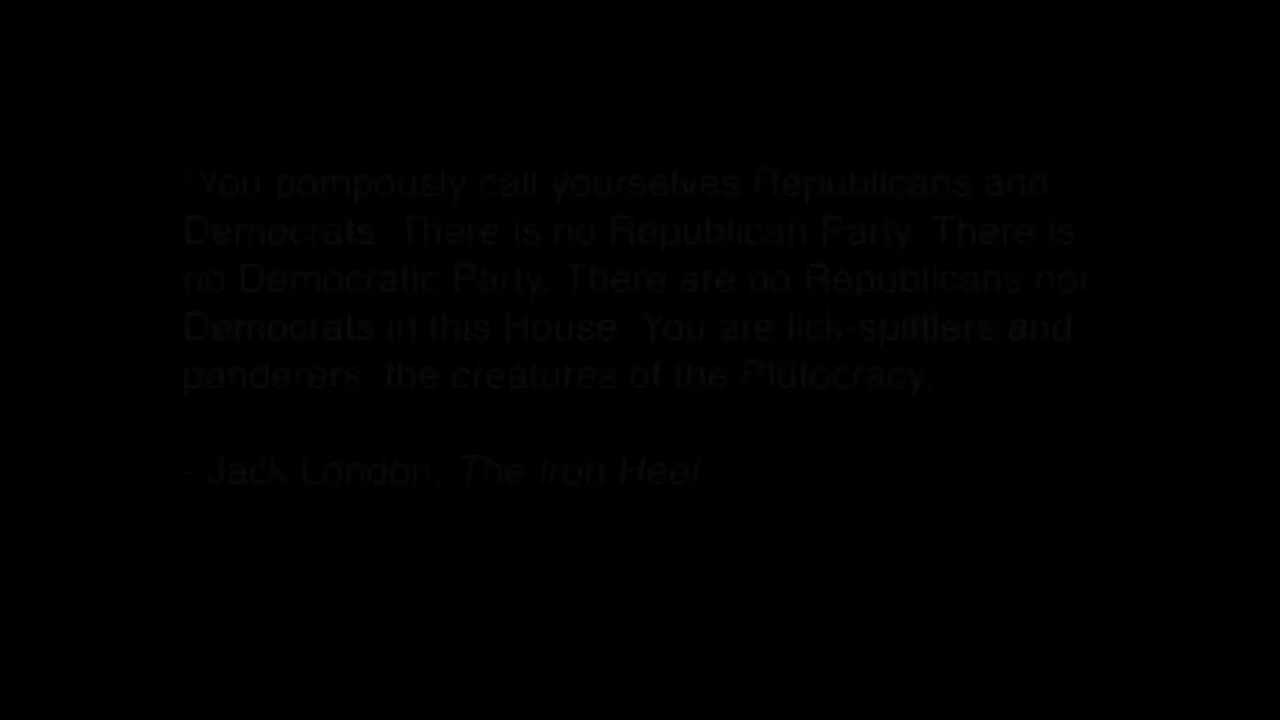 "You pompously call yourselves Republicans and
Democrats. There is no Republican Party. There is
no Democratic Party. There are no Republicans nor
Democrats in this House. You are lick-spittlers and
panderers, the creatures of the Plutocracy.
- Jack London, The Iron Heel